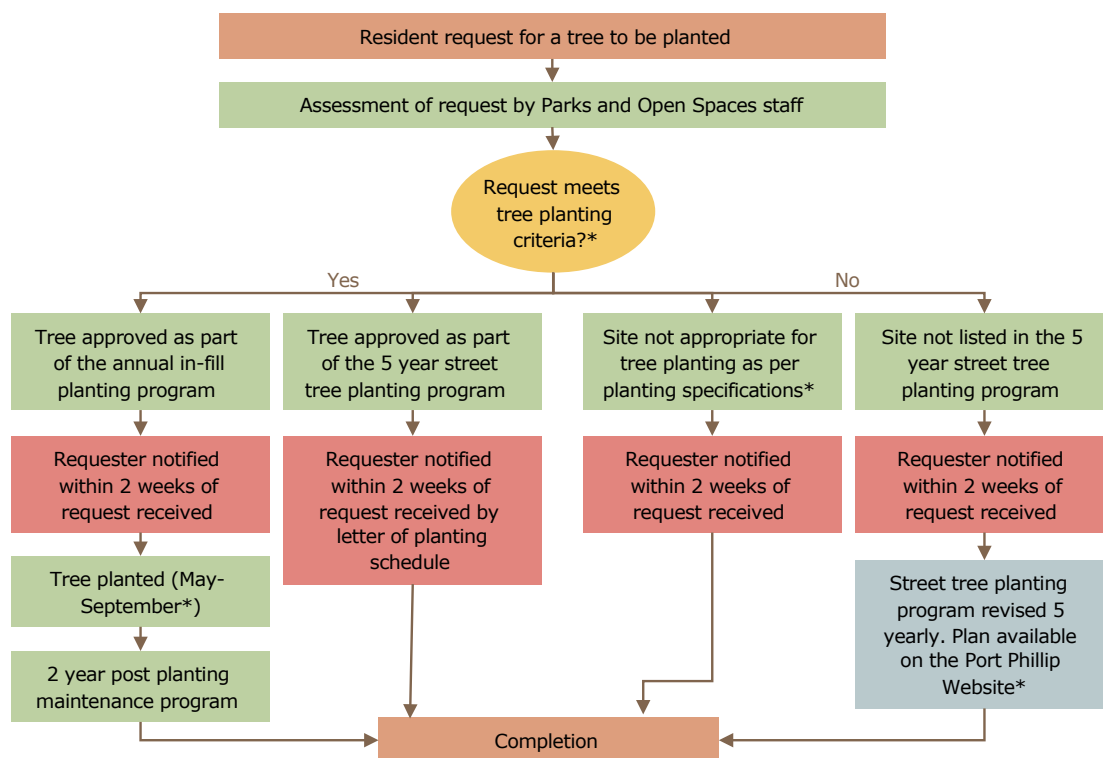 Resident request for a tree to be planted
Assessment of request by Parks and Open Spaces staff
Request meets
tree planting
criteria?*
Yes
No
Tree approved as part
of the annual in-fill
planting program
Tree approved as part
of the 5 year street
tree planting program
Site not appropriate for
tree planting as per
planting specifications*
Site not listed in the 5
year street tree
planting program
Requester notified
within 2 weeks of
request received
Requester notified
within 2 weeks of
request received by
letter of planting
schedule
Requester notified
within 2 weeks of
request received
Requester notified
within 2 weeks of
request received
Tree planted (May-
September*)
Street tree planting
program revised 5
yearly. Plan available
on the Port Phillip
Website*
2 year post planting
maintenance program
Completion